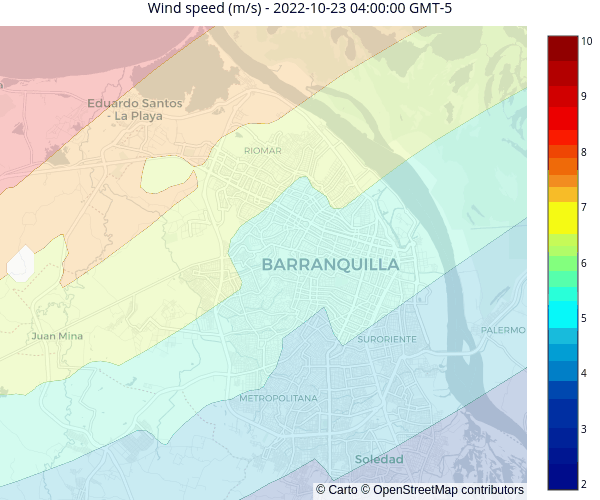 Wind speed (m/s) - 2022-10-23 04:00:00 GMT-5
10
Eduardo Santos
- La Playa
9
RIOMAR
8
7
BARRANQUILLA
6
5
PALERMO
Juan Mina
SURORIENTE
4
METROPOLITANA
3
Soledad
2
© Carto © OpenStreetMap contributors